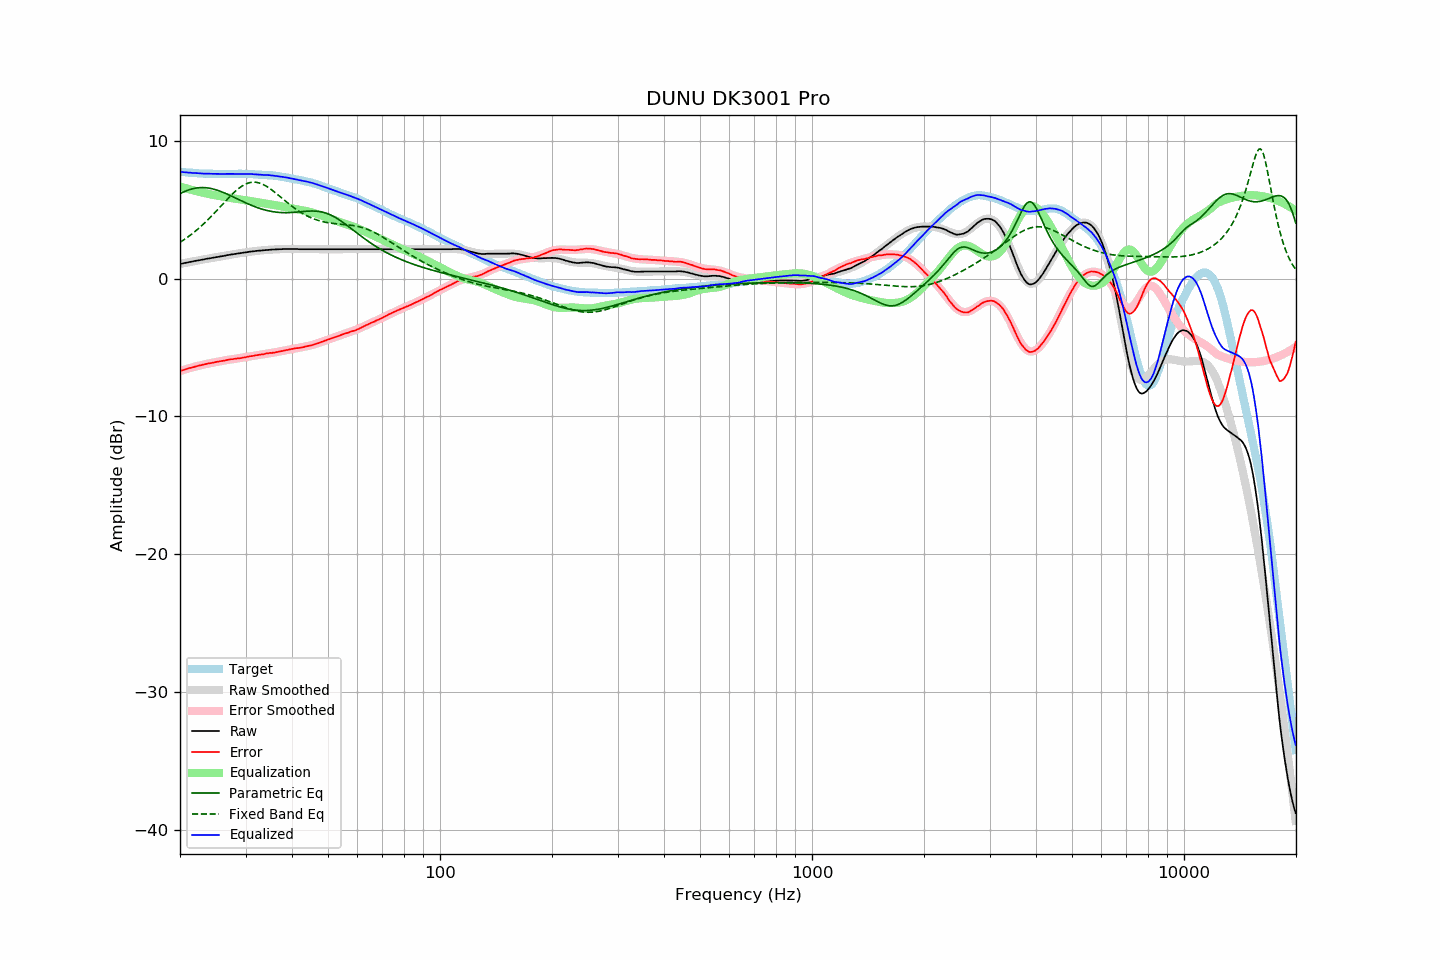 DUNU DK3001 Pro
10
0
−10
−20
−30
−40
Amplitude (dBr)
Target
Raw Smoothed
Error Smoothed
Raw
Error
Equalization
Parametric Eq
Fixed Band Eq
Equalized
100
1000
10000
Frequency (Hz)